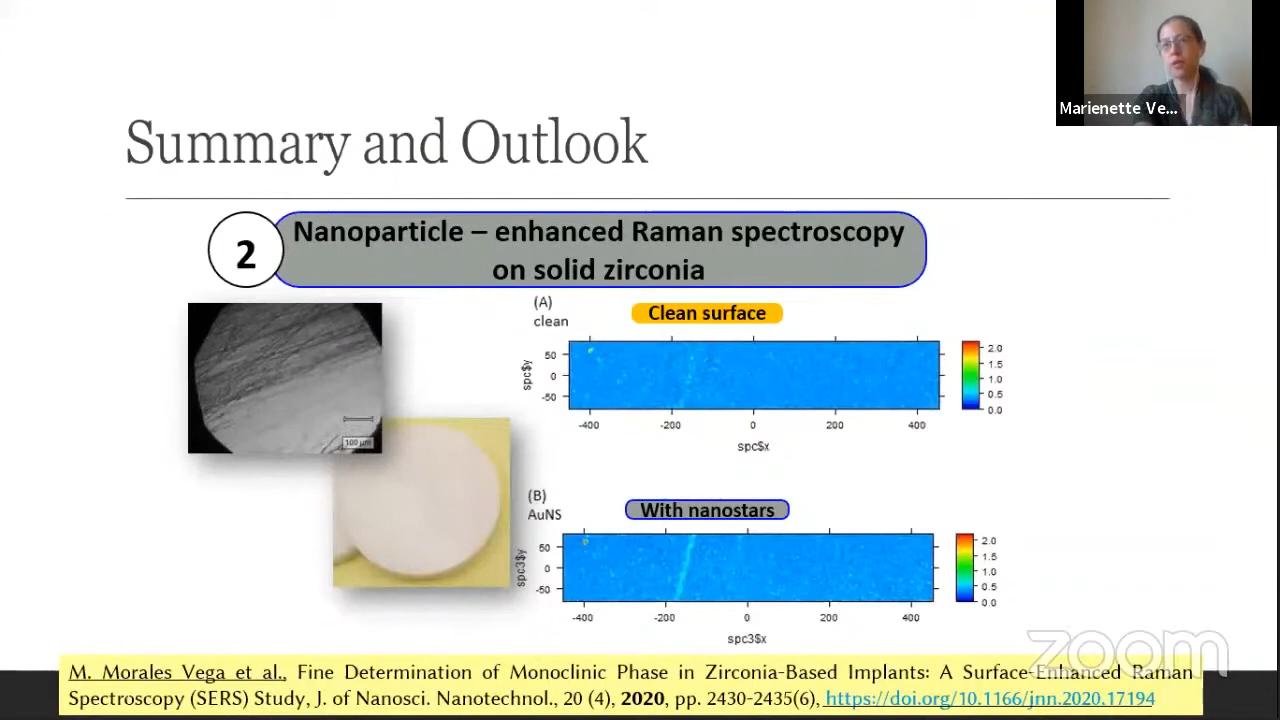 Marienette Ve...
Summary and Outlook
2
Nanoparticle – enhanced Raman spectroscopy
on solid zirconia
(A)
clean
Clean surface
spc$y
50
0
-50
-400 -200 0 200 400
spc$x
2.0
1.5
1.0
0.5
0.0
100 µm
(B)
AuNS
With nanostars
spc3$y
50
0
-50
-400 -200 0 200 400
spc3$x
2.0
1.5
1.0
0.5
0.0
zoom
M. Morales Vega et al., Fine Determination of Monoclinic Phase in Zirconia-Based Implants: A Surface-Enhanced Raman
Spectroscopy (SERS) Study, J. of Nanosci. Nanotechnol., 20 (4), 2020, pp. 2430-2435(6), https://doi.org/10.1166/jnn.2020.17194